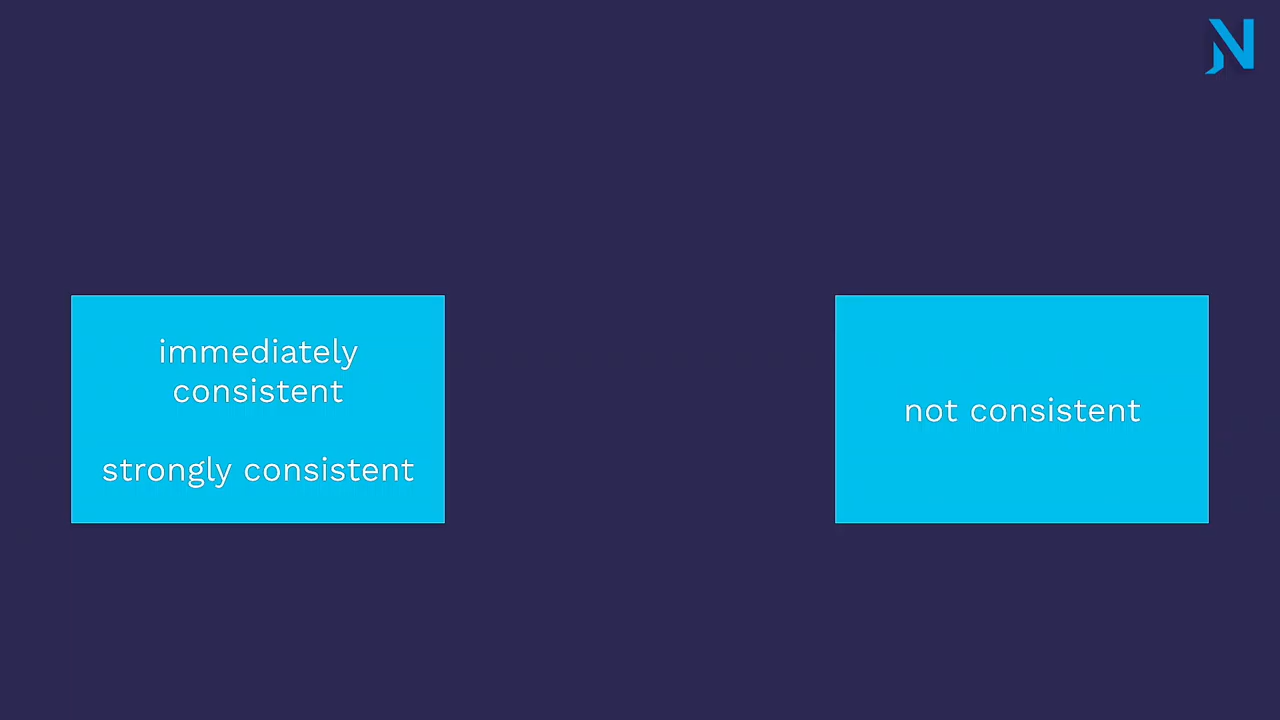 immediately
consistent
strongly consistent
not consistent